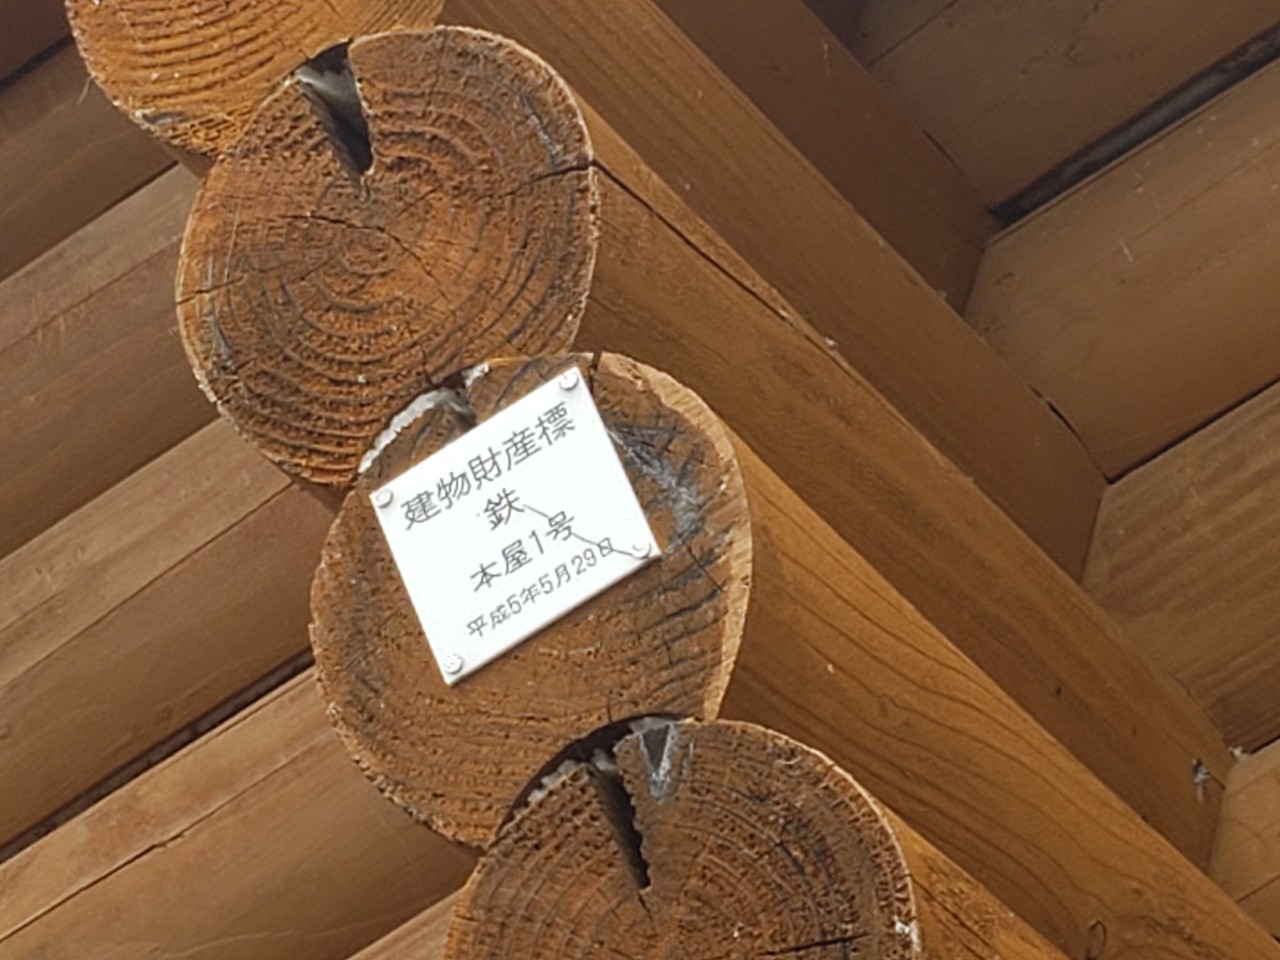 建物財産標
鉄
本屋1号
平成5年5月29日